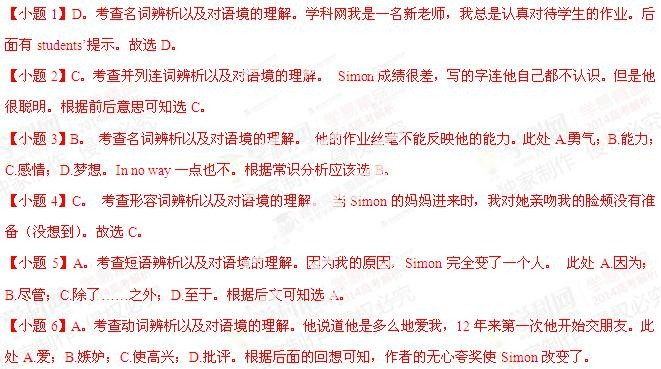 【小题 1】D。考查名词辨析以及对语境的理解。学科网我是一名新老师，我总是认真对待学生的作业。后
面有 students'提示。故选 D。
【小题 2】C。考查并列连词辨析以及对语境的理解。 Simon 成绩很差，写的字连他自己都不认识。但是他
很聪明。根据前后意思可知选 C。
【小题 3】B。 考查名词辨析以及对语境的理解。 他的作业丝毫不能反映他的能力。此处 A.勇气；B.能力；
C.感情；D.梦想。In no way 一点也不。根据常识分析应该选 B。
【小题 4】C。 考查形容词辨析以及对语境的理解。 当 Simon 的妈妈进来时，我对她亲吻我的脸颊没有准
备（没想到）。故选 C。
【小题 5】A。考查短语辨析以及对语境的理解。因为我的原因，Simon 完全变了一个人。 此处 A.因为；
B.尽管；C.除了……之外；D.至于。根据后文可知选 A。
【小题 6】A。考查动词辨析以及对语境的理解。他说道他是多么地爱我，12 年来第一次他开始交朋友。此
处 A.爱；B.嫉妒；C.使高兴；D.批评。根据后面的回想可知，作者的无心夸奖使 Simon 改变了。